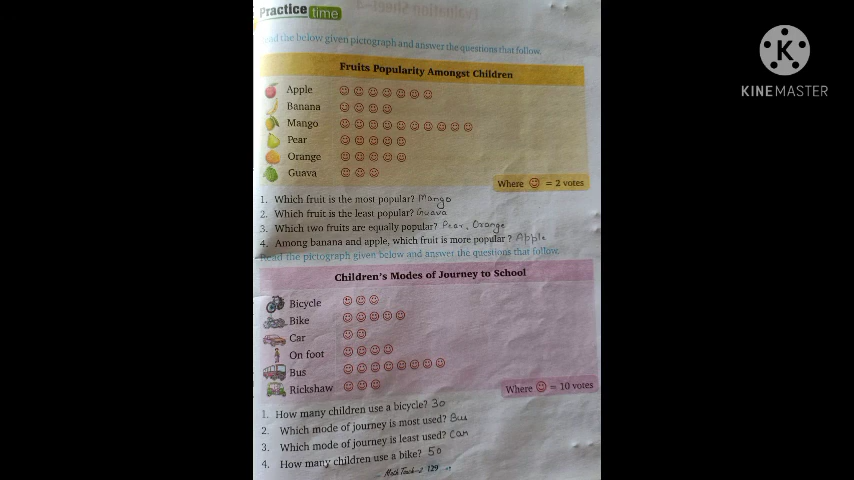 Practice time
KINEMASTER
Read the below given pictograph and answer the questions that follow.
Fruits Popularity Amongst Children
Apple
Banana
Mango
Pear
Orange
Guava
Where = 2 votes
1. Which fruit is the most popular? Mango
2. Which fruit is the least popular? Guava
3. Which two fruits are equally popular? Pear, Orange
4. Among banana and apple, which fruit is more popular ? Apple
Read the pictograph given below and answer the questions that follow.
Children's Modes of Journey to School
Bicycle
Bike
Car
On foot
Bus
Rickshaw
Where = 10 votes
1. How many children use a bicycle? 30
2. Which mode of journey is most used? Bus
3. Which mode of journey is least used? Car
4. How many children use a bike? 50
129